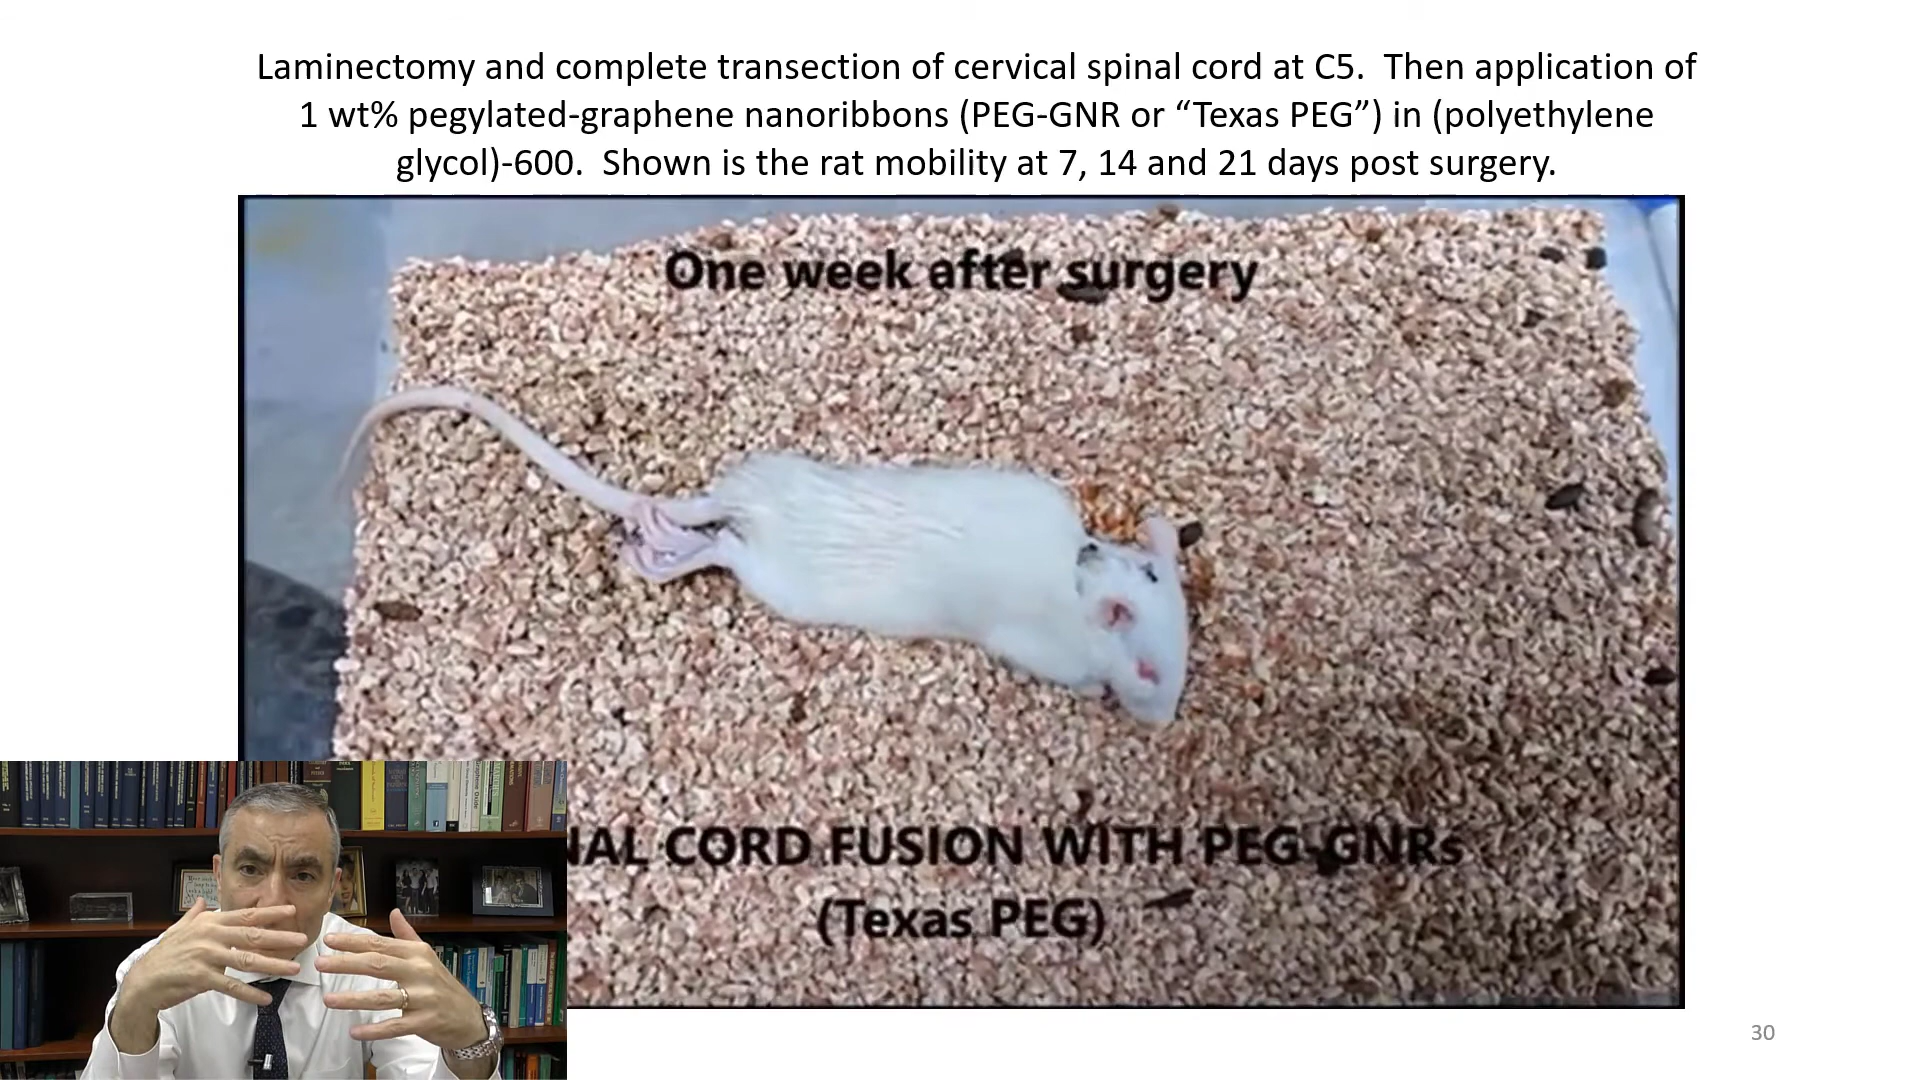 Laminectomy and complete transection of cervical spinal cord at C5.  Then application of
1 wt% pegylated-graphene nanoribbons (PEG-GNR or “Texas PEG”) in (polyethylene
glycol)-600.  Shown is the rat mobility at 7, 14 and 21 days post surgery.
One week after surgery
NAL CORD FUSION WITH PEG-GNRs
(Texas PEG)
30